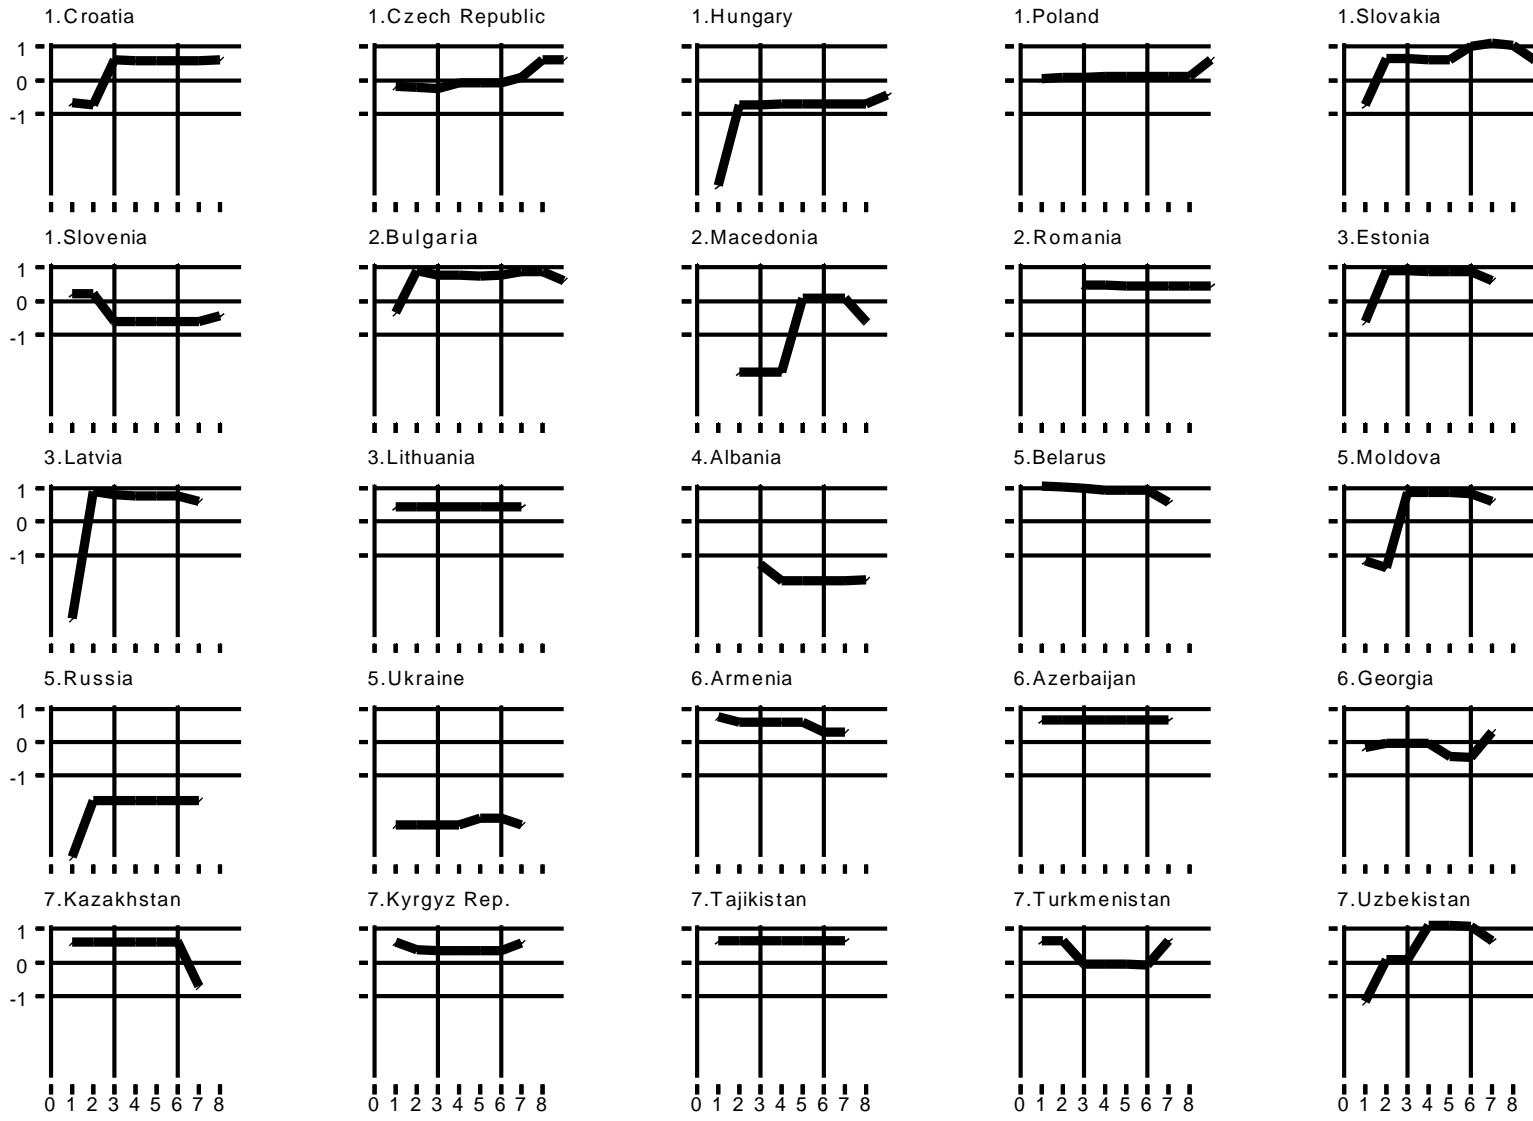 1.Croatia 1.Czech Republic 1.Hungary 1.Poland 1.Slovakia
1
0
-1
1.Slovenia 2.Bulgaria 2.Macedonia 2.Romania 3.Estonia
1
0
-1
3.Latvia 3.Lithuania 4.Albania 5.Belarus 5.Moldova
1
0
-1
5.Russia 5.Ukraine 6.Armenia 6.Azerbaijan 6.Georgia
1
0
-1
7.Kazakhstan 7.Kyrgyz Rep. 7.Tajikistan 7.Turkmenistan 7.Uzbekistan
1
0
-1
0 1 2 3 4 5 6 7 8 0 1 2 3 4 5 6 7 8 0 1 2 3 4 5 6 7 8 0 1 2 3 4 5 6 7 8 0 1 2 3 4 5 6 7 8